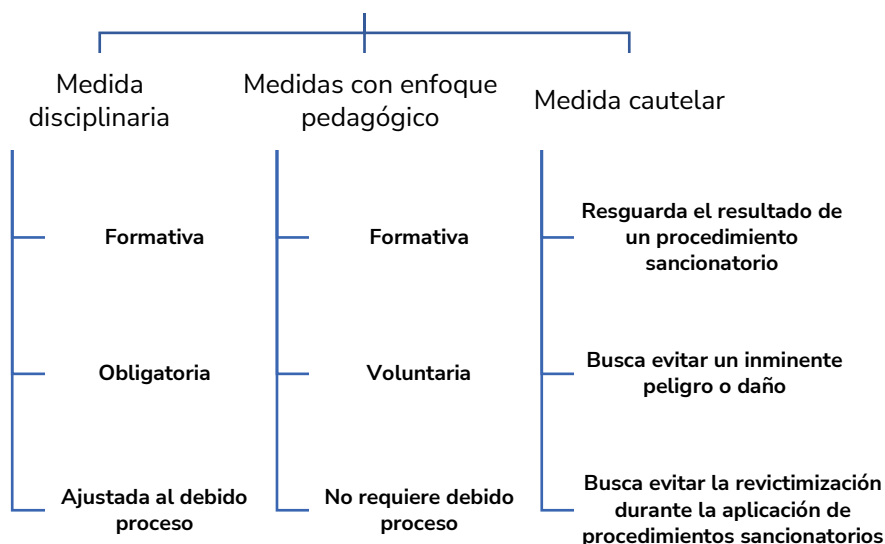 Medida
disciplinaria
Formativa
Obligatoria
Ajustada al debido
proceso
Medidas con enfoque
pedagógico
Formativa
Voluntaria
No requiere debido
proceso
Medida cautelar
Resguarda el resultado de
un procedimiento
sancionatorio
Busca evitar un inminente
peligro o daño
Busca evitar la revictimización
durante la aplicación de
procedimientos sancionatorios